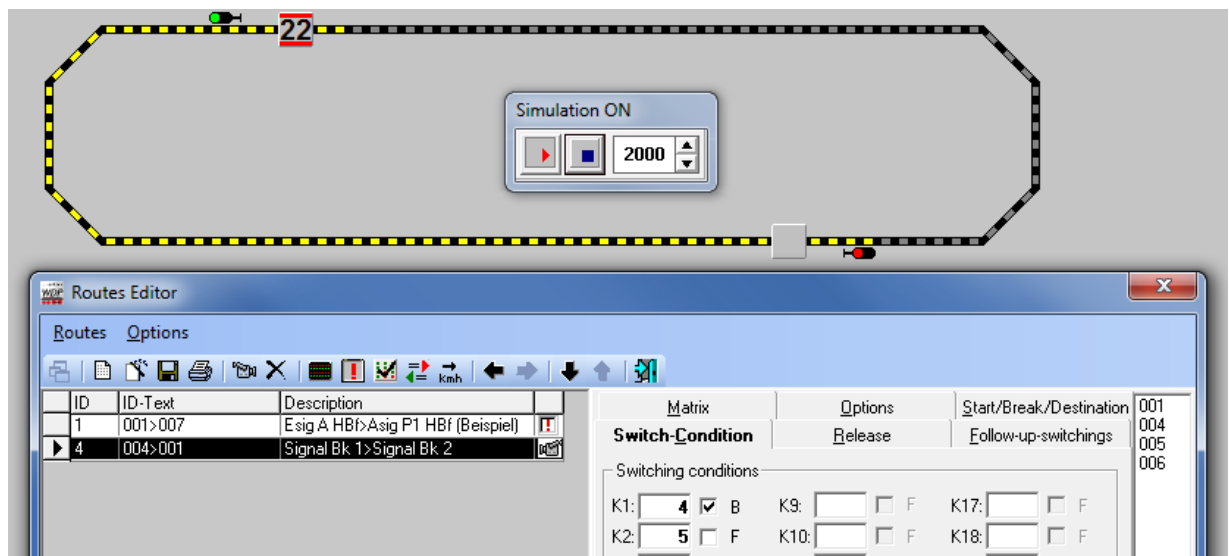 22
Simulation ON
2000
WDP Routes Editor
Routes Options
kmh
ID ID-Text Description
1 001>007 Esig A HBf>Asig P1 HBf (Beispiel)
4 004>001 Signal Bk 1>Signal Bk 2
Matrix Options Start/Break/Destination
Switch-Condition Release Follow-up-switchings
Switching conditions
K1: 4 B K9: F K17: F
K2: 5 F K10: F K18: F
001
004
005
006